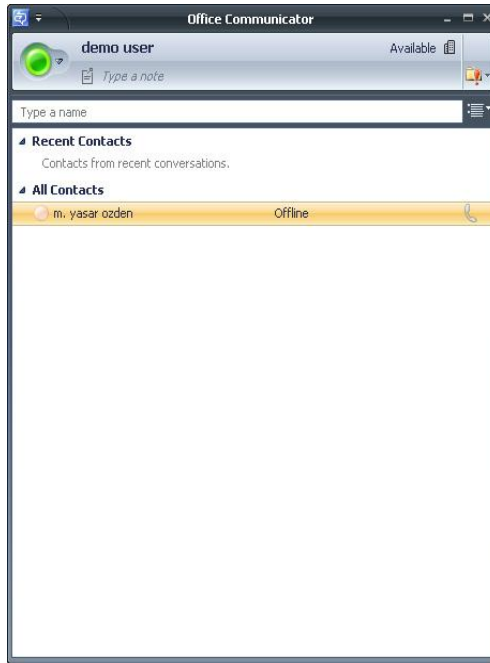 Office Communicator
demo user
Available
Type a note
Type a name
Recent Contacts
Contacts from recent conversations.
All Contacts
m. yasar ozden Offline